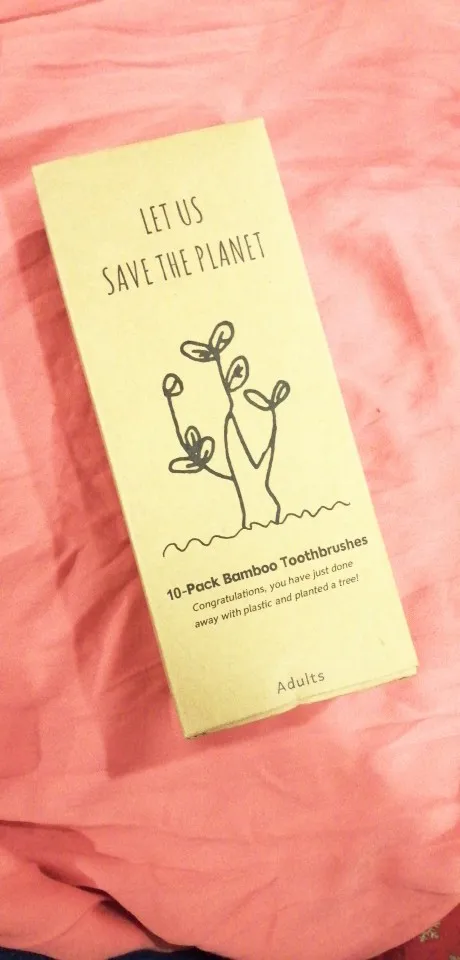 LET US
SAVE THE PLANET
10-Pack Bamboo Toothbrushes
Congratulations, you have just done
away with plastic and planted a tree!
Adults